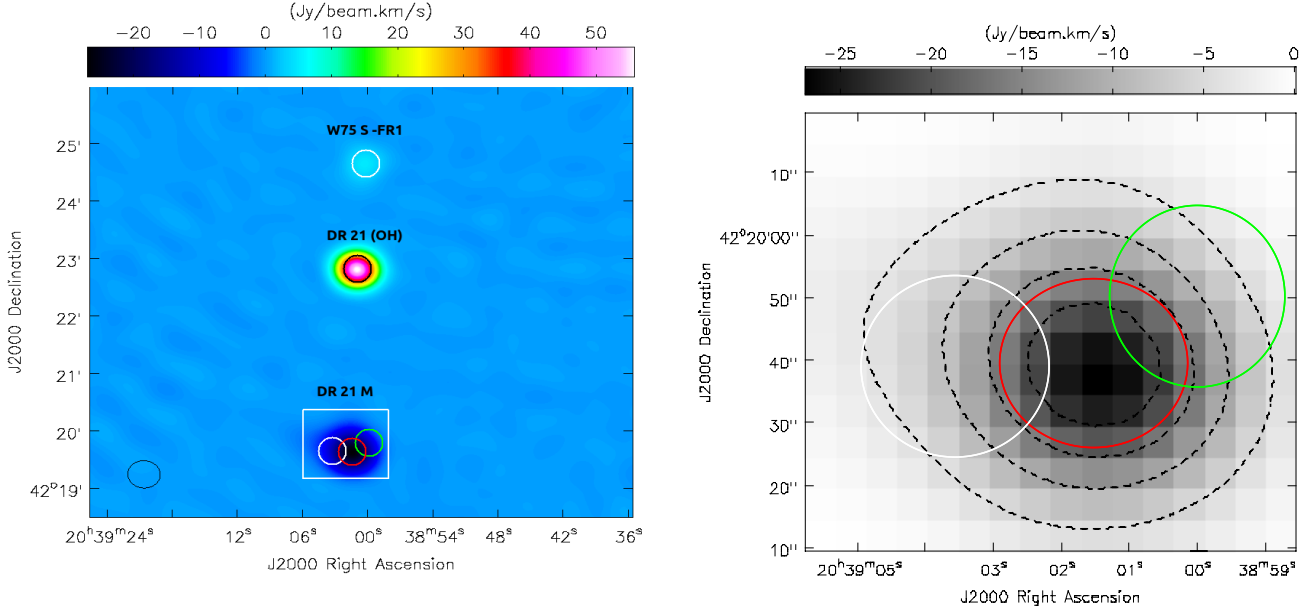 (Jy/beam.km/s)
−20 −10 0 10 20 30 40 50
W75 S -FR1
DR 21 (OH)
DR 21 M
25'
24'
23'
22'
21'
20'
42°19'
J2000 Declination
20ʰ39ᵐ24ˢ 12ˢ 06ˢ 00ˢ 38ᵐ54ˢ 48ˢ 42ˢ 36ˢ
J2000 Right Ascension
(Jy/beam.km/s)
−25 −20 −15 −10 −5 0
10''
42°20'00''
50''
40''
30''
20''
10''
J2000 Declination
20ʰ39ᵐ05ˢ 03ˢ 02ˢ 01ˢ 00ˢ 38ᵐ59ˢ
J2000 Right Ascension